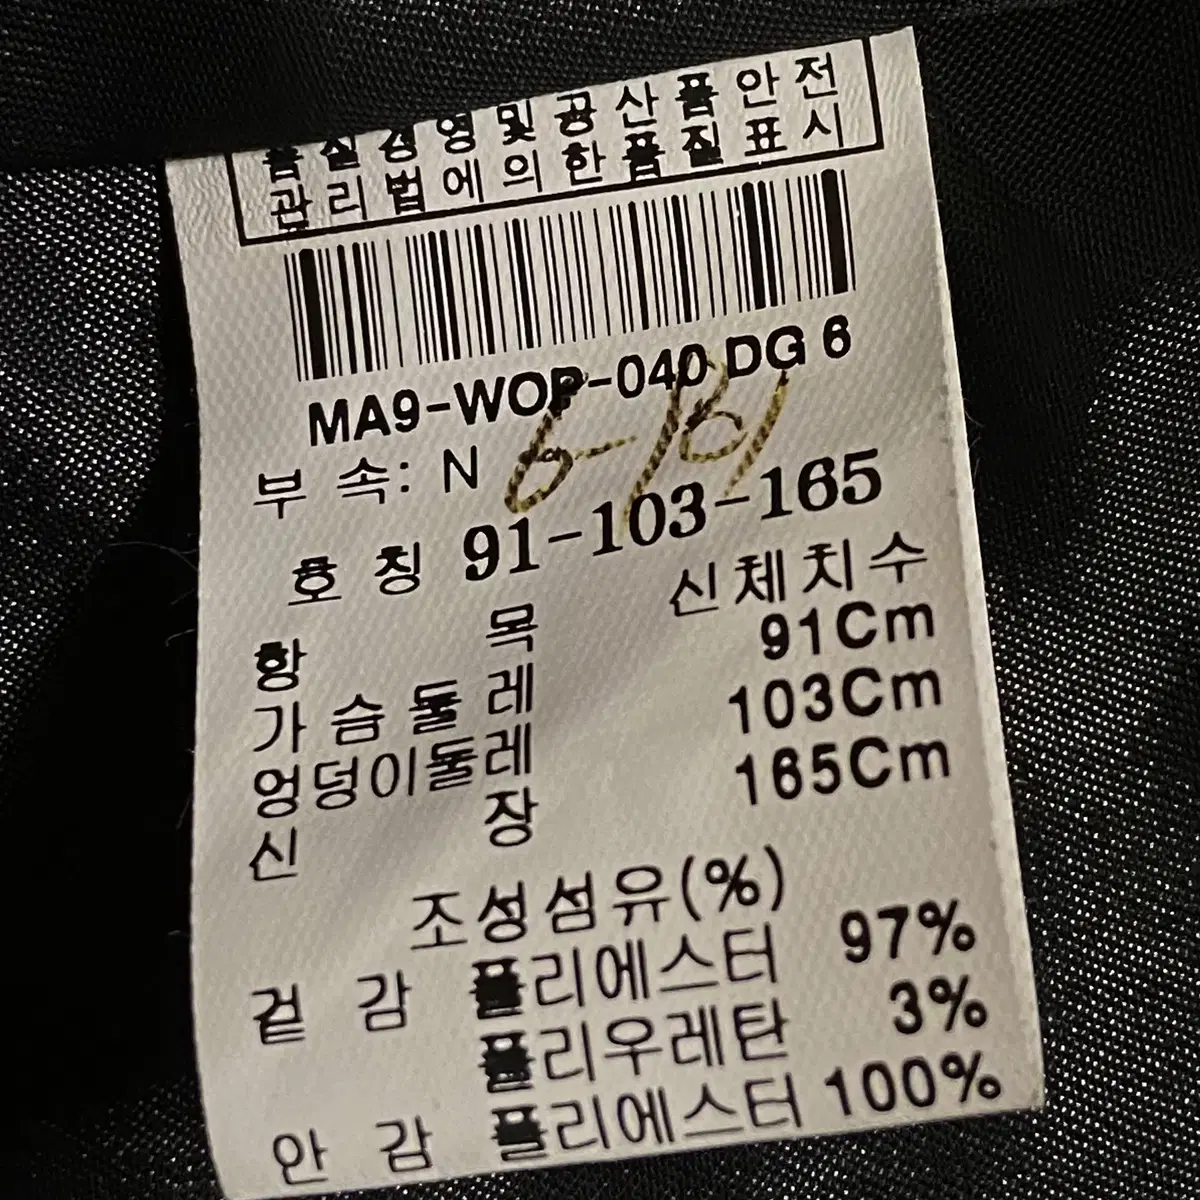 품질경영및공산품안전
관리법에의한품질표시
MA9-WOP-040 DG 6
부 속: N
호 칭 91-103-165
신체치수
항 목
가슴둘레 91Cm
엉덩이둘레 103Cm
신 장 165Cm
조성섬유(%)
겉 감 폴리에스터 97%
폴리우레탄 3%
안 감 폴리에스터 100%